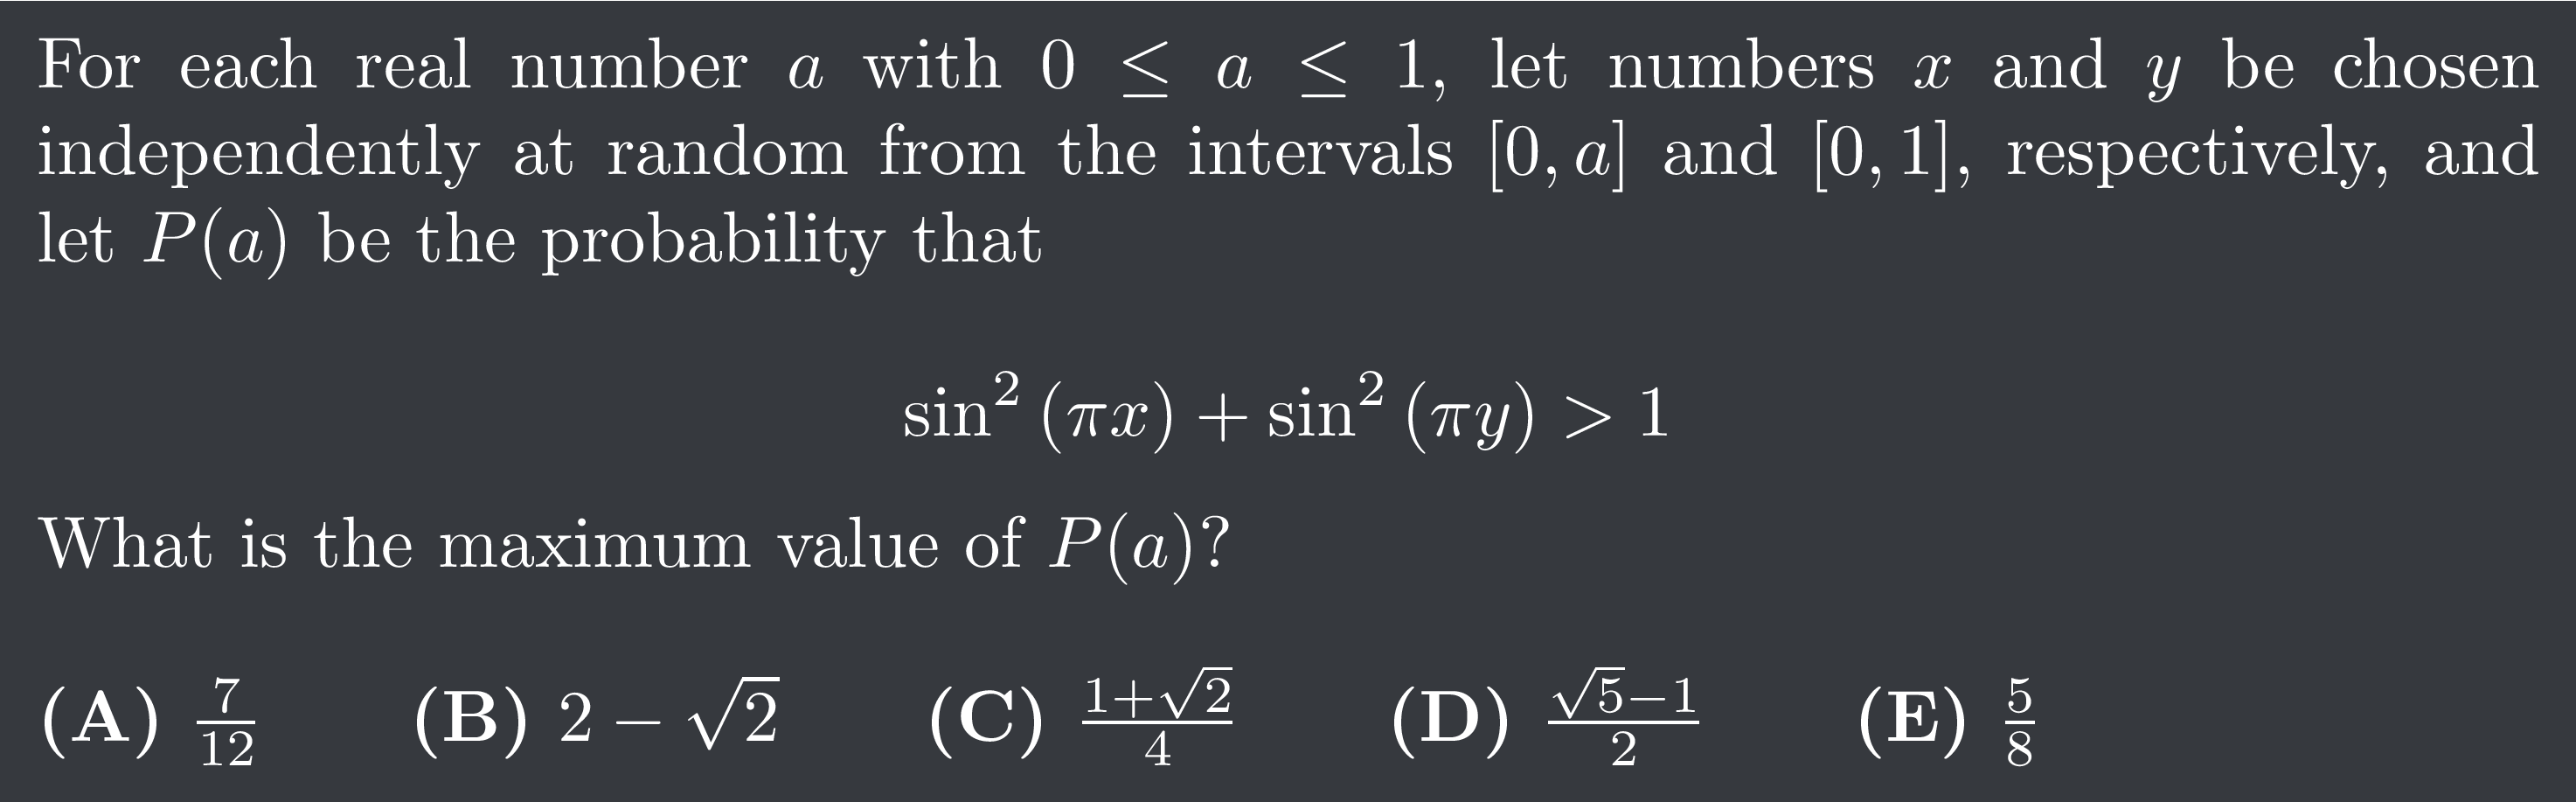 For each real number a with 0 ≤ a ≤ 1, let numbers x and y be chosen
independently at random from the intervals [0, a] and [0, 1], respectively, and
let P(a) be the probability that
sin² (πx) + sin² (πy) > 1
What is the maximum value of P(a)?
(A) 7/12 (B) 2 − √2 (C) (1+√2)/4 (D) (√5−1)/2 (E) 5/8